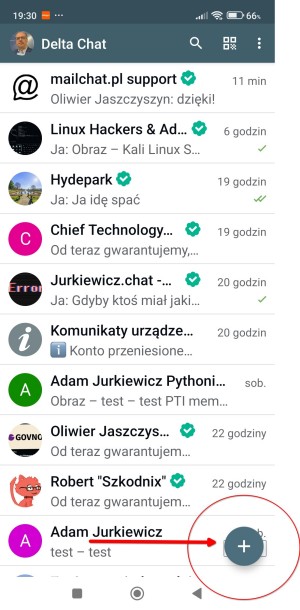 19:30
66%
Delta Chat
mailchat.pl support
11 min
Oliwier Jaszczyszyn: dzięki!
Linux Hackers & Ad...
6 godzin
Ja: Obraz – Kali Linux S...
Hydepark
19 godzin
Ja: Ja idę spać
C
Chief Technology...
19 godzin
Od teraz gwarantujemy,...
Error
Jurkiewicz.chat -...
20 godzin
Ja: Gdyby ktoś miał jaki...
Komunikaty urządze...
20 godzin
Konto przeniesione...
A
Adam Jurkiewicz Pythoni...
sob.
Obraz – test – test PTI mem...
GOVNO
Oliwier Jaszczys...
22 godziny
Od teraz gwarantujem...
Robert "Szkodnix"
22 godziny
Od teraz gwarantujem...
A
Adam Jurkiewicz
test – test